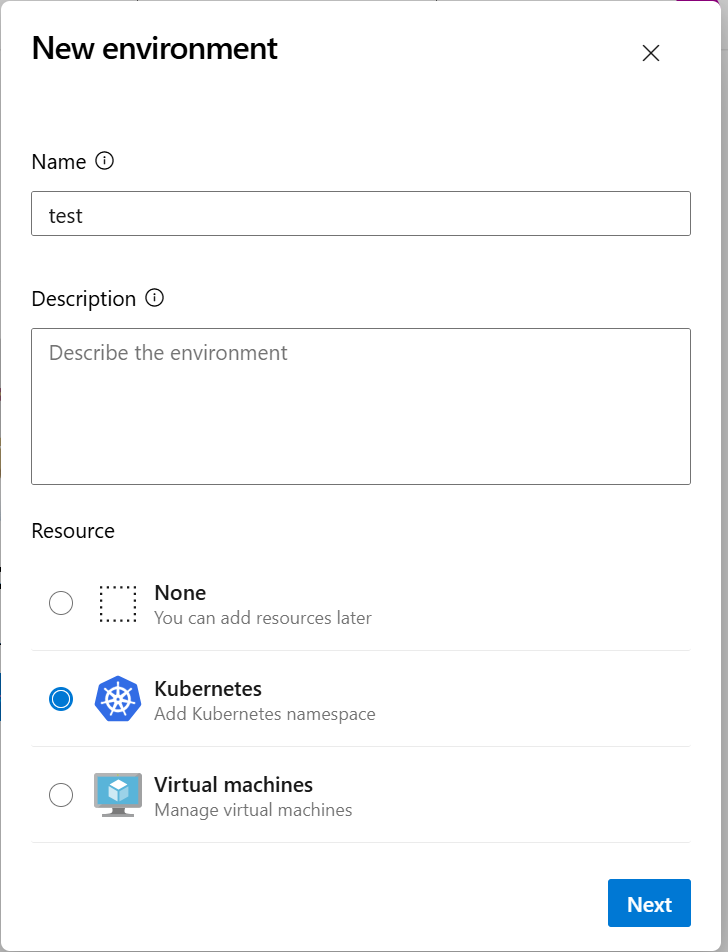 New environment
Name
test
Description
Describe the environment
Resource
None
You can add resources later
Kubernetes
Add Kubernetes namespace
Virtual machines
Manage virtual machines
Next